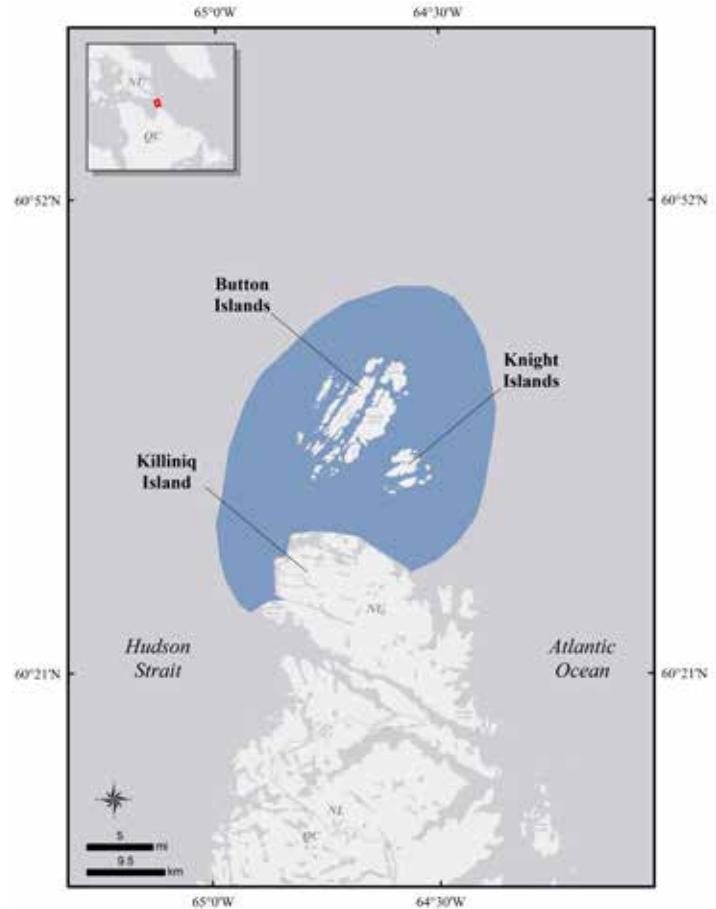 65°0'W
64°30'W
NU
QC
60°52'N
60°52'N
Button
Islands
Knight
Islands
Killiniq
Island
NU
Hudson
Strait
Atlantic
Ocean
60°21'N
60°21'N
NL
QC
5
mi
9.5
km
65°0'W
64°30'W